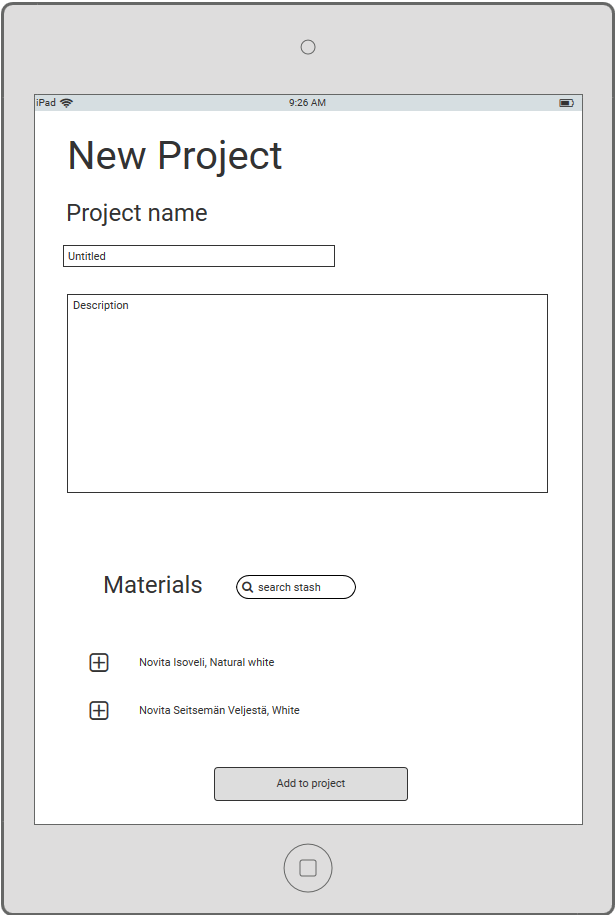 iPad 9:26 AM
New Project
Project name
Untitled
Description
Materials search stash
Novita Isoveli, Natural white
Novita Seitsemän Veljestä, White
Add to project